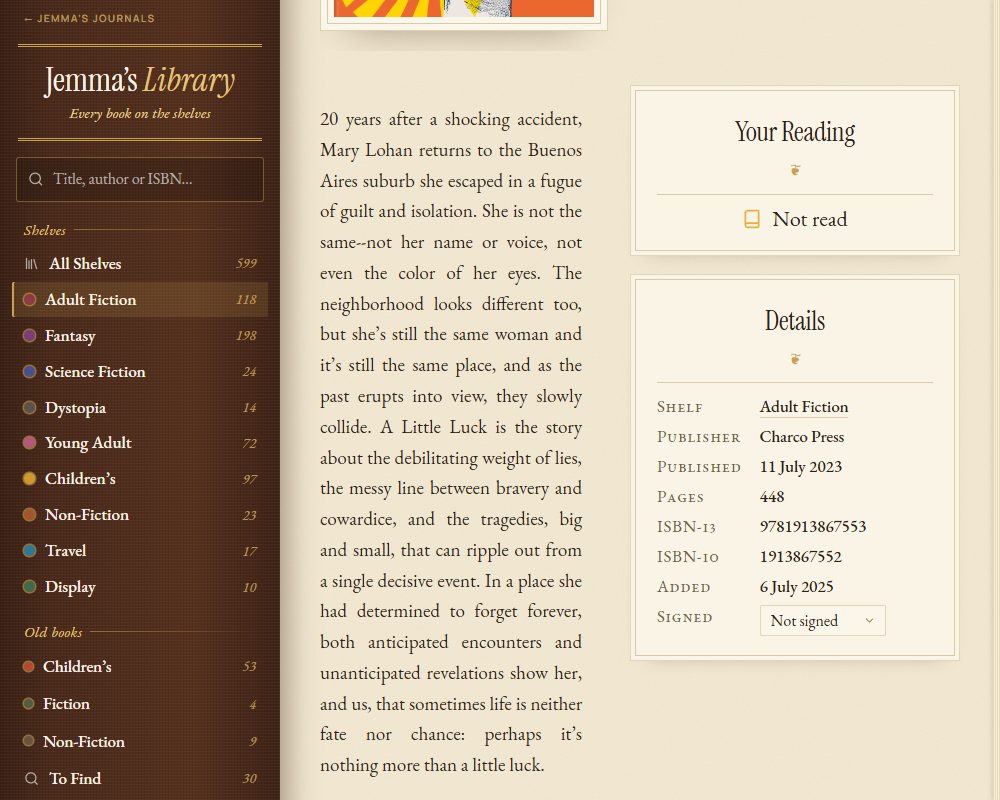 ← JEMMA'S JOURNALS
Jemma's Library
Every book on the shelves
Title, author or ISBN...
Shelves
All Shelves 599
Adult Fiction 118
Fantasy 198
Science Fiction 24
Dystopia 14
Young Adult 72
Children's 97
Non-Fiction 23
Travel 17
Display 10
Old books
Children's 53
Fiction 4
Non-Fiction 9
To Find 30
20 years after a shocking accident,
Mary Lohan returns to the Buenos
Aires suburb she escaped in a fugue
of guilt and isolation. She is not the
same--not her name or voice, not
even the color of her eyes. The
neighborhood looks different too,
but she's still the same woman and
it's still the same place, and as the
past erupts into view, they slowly
collide. A Little Luck is the story
about the debilitating weight of lies,
the messy line between bravery and
cowardice, and the tragedies, big
and small, that can ripple out from
a single decisive event. In a place she
had determined to forget forever,
both anticipated encounters and
unanticipated revelations show her,
and us, that sometimes life is neither
fate nor chance: perhaps it's
nothing more than a little luck.
Your Reading
Not read
Details
Shelf Adult Fiction
Publisher Charco Press
Published 11 July 2023
Pages 448
ISBN-13 9781913867553
ISBN-10 1913867552
Added 6 July 2025
Signed Not signed